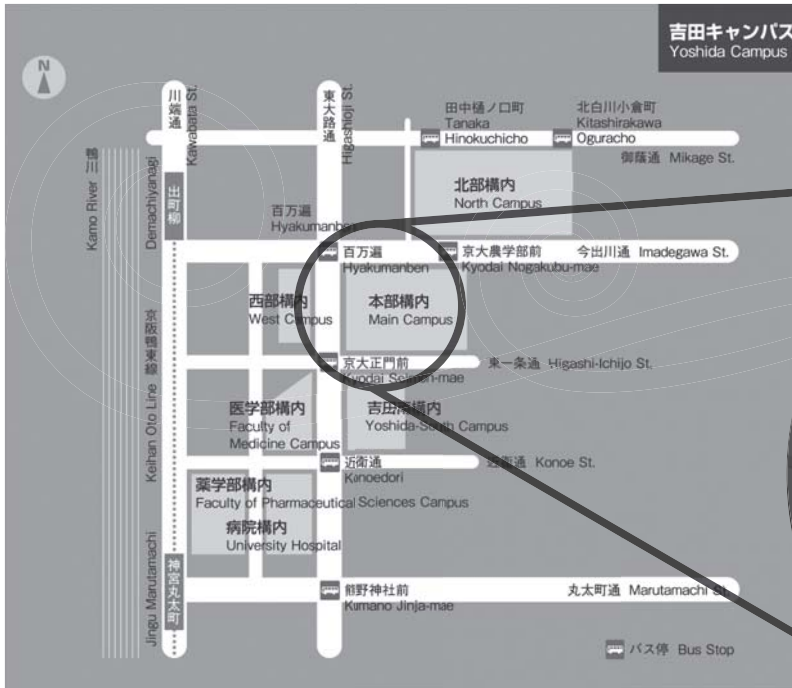 吉田キャンパス
Yoshida Campus
N
川端通
Kawabata St.
東大路通
Higashioji St.
田中樋ノ口町
Tanaka
Hinokuchicho
北白川小倉町
Kitashirakawa
Oguracho
御蔭通 Mikage St.
鴨川
Kamo River
出町柳
Demachiyanagi
北部構内
North Campus
百万遍
Hyakumanben
百万遍
Hyakumanben
京大農学部前
Kyodai Nogakubu-mae
今出川通 Imadegawa St.
西部構内
West Campus
本部構内
Main Campus
京阪鴨東線
Keihan Oto Line
京大正門前
Kyodai Seimon-mae
東一条通 Higashi-Ichijo St.
医学部構内
Faculty of
Medicine Campus
吉田南構内
Yoshida-South Campus
近衛通
Konoedori
近衛通 Konoe St.
薬学部構内
Faculty of Pharmaceutical Sciences Campus
病院構内
University Hospital
神宮丸太町
Jingu Marutamachi
熊野神社前
Kumano Jinja-mae
丸太町通 Marutamachi St.
バス停 Bus Stop